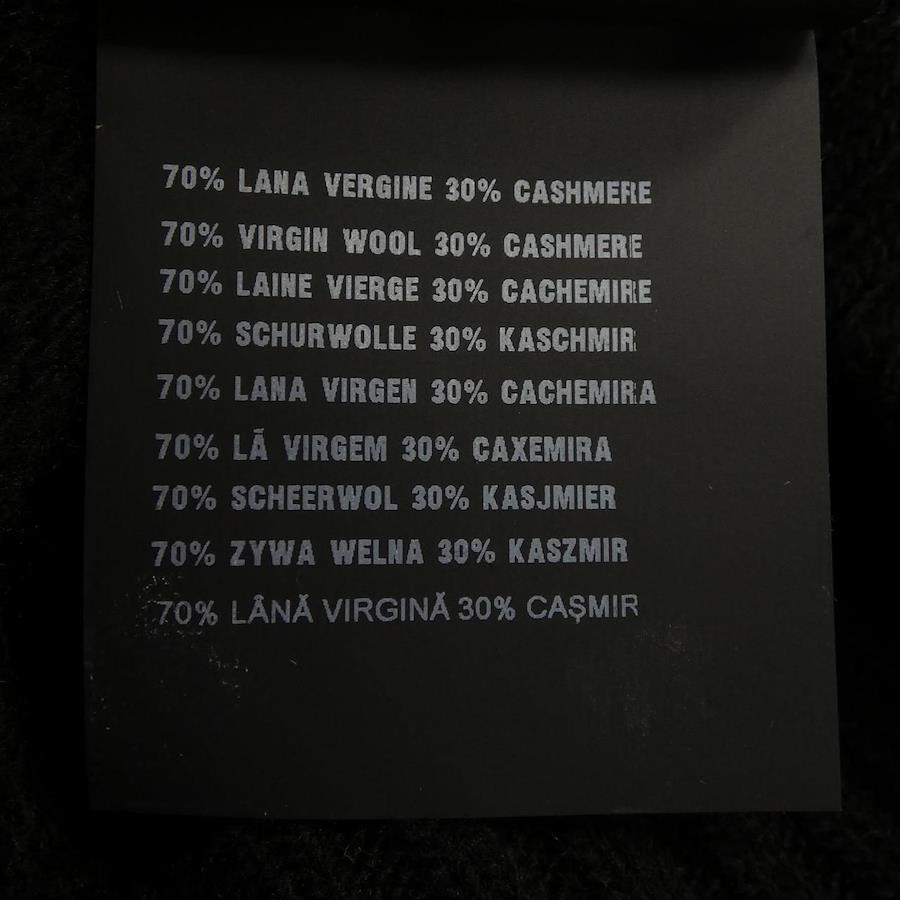 70% LANA VERGINE 30% CASHMERE
70% VIRGIN WOOL 30% CASHMERE
70% LAINE VIERGE 30% CACHEMIRE
70% SCHURWOLLE 30% KASCHMIR
70% LANA VIRGEN 30% CACHEMIRA
70% LÃ VIRGEM 30% CAXEMIRA
70% SCHEERWOL 30% KASJMIER
70% ZYWA WELNA 30% KASZMIR
70% LÂNĂ VIRGINĂ 30% CAȘMIR